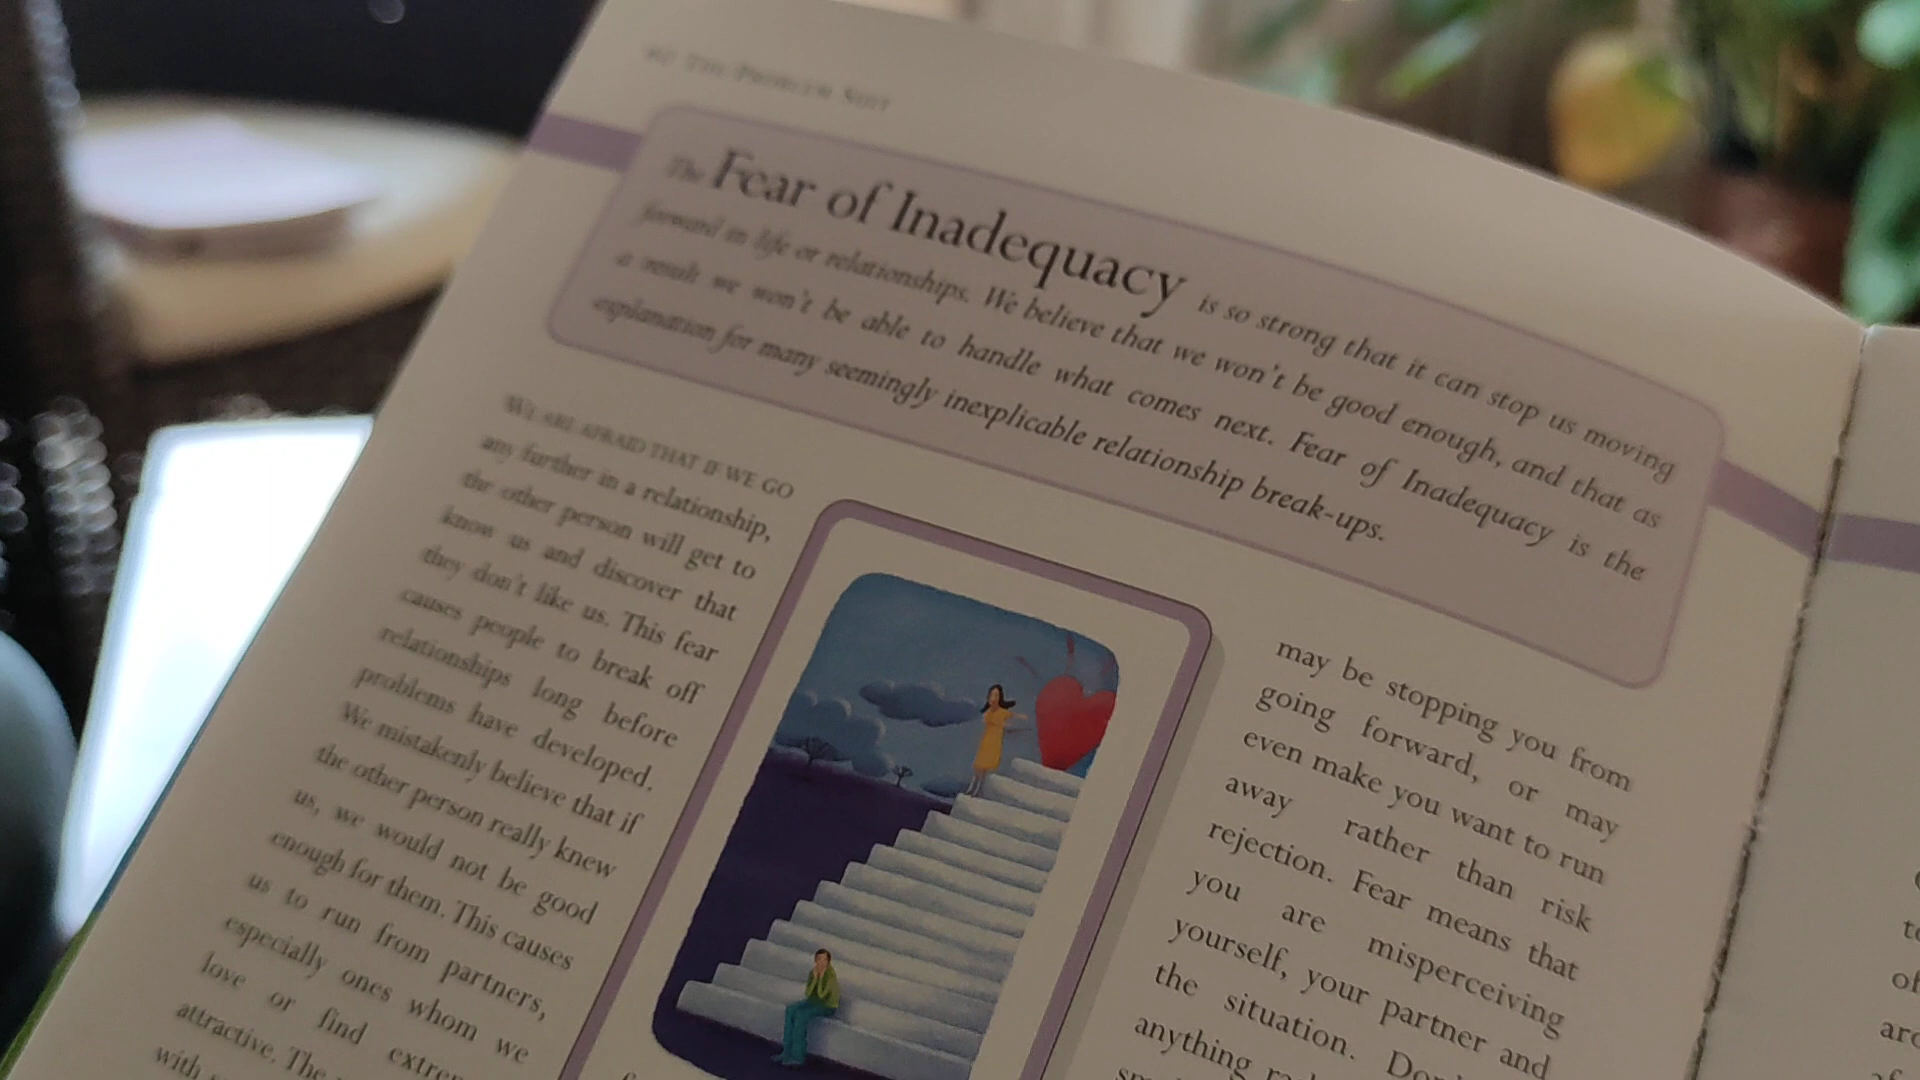 The Problem Suit
The Fear of Inadequacy is so strong that it can stop us moving
forward in life or relationships. We believe that we won't be good enough, and that as
a result we won't be able to handle what comes next. Fear of Inadequacy is the
explanation for many seemingly inexplicable relationship break-ups.
We are afraid that if we go
any further in a relationship,
the other person will get to
know us and discover that
they don't like us. This fear
causes people to break off
relationships long before
problems have developed.
We mistakenly believe that if
the other person really knew
us, we would not be good
enough for them. This causes
us to run from partners,
especially ones whom we
love or find
attractive. The
with
may be stopping you from
going forward, or may
even make you want to run
away rather than risk
rejection. Fear means that
you are misperceiving
yourself, your partner and
the situation.
anything